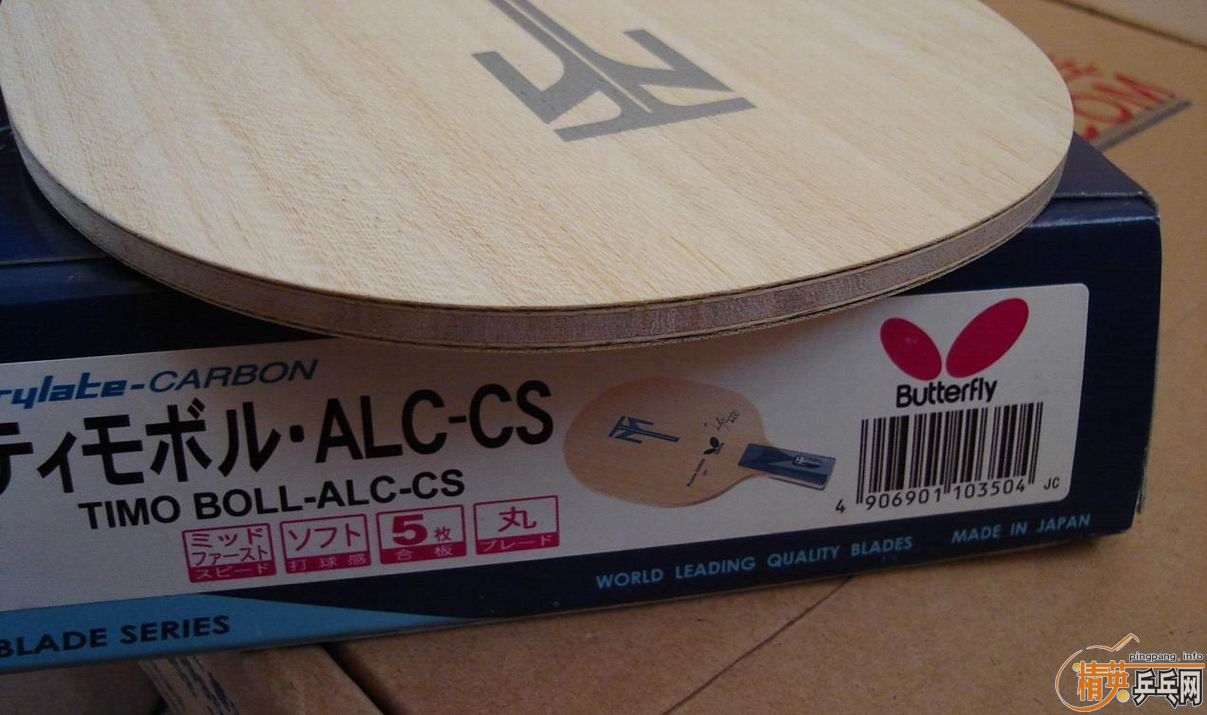 rylate-CARBON
ティモボル・ALC-CS
TIMO BOLL-ALC-CS
ミッド
ファースト
スピード
ソフト
打球感
5枚
合板
丸
ブレード
Butterfly
4 906901 103504 JC
WORLD LEADING QUALITY BLADES MADE IN JAPAN
BLADE SERIES
COM
pingpang.info
精英乒乓网